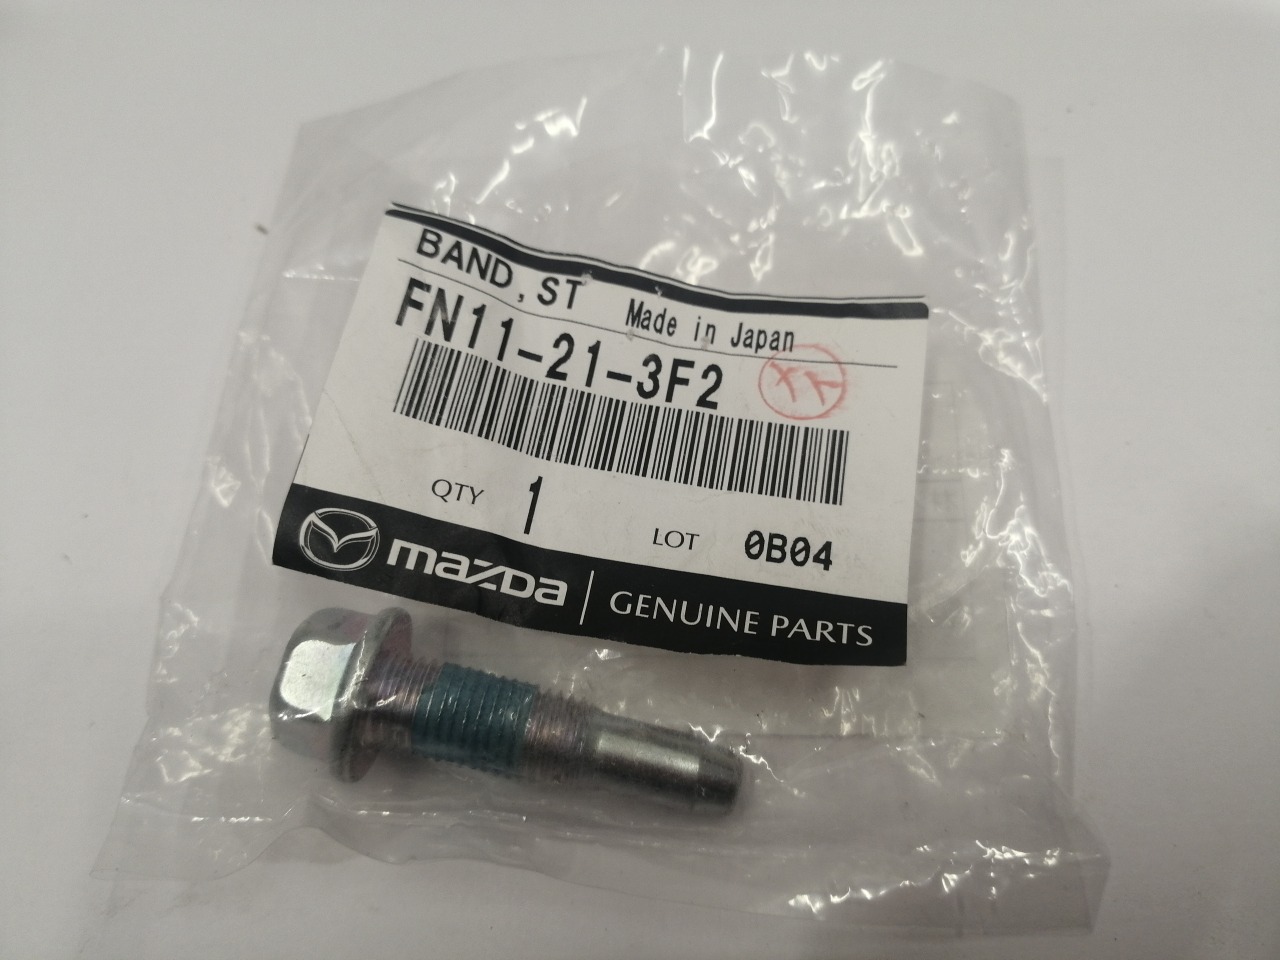 BAND, ST Made in Japan
FN11-21-3F2
QTY 1 LOT 0B04
mazda GENUINE PARTS